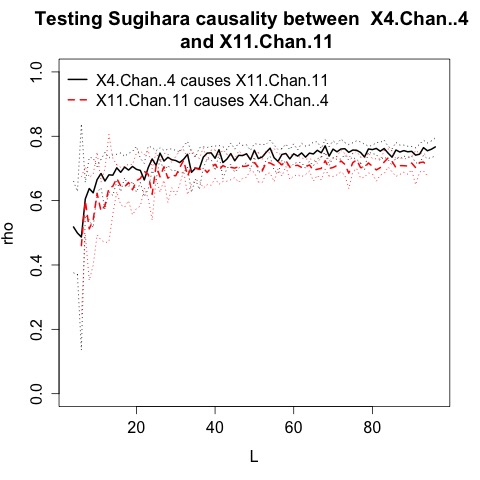 Testing Sugihara causality between  X4.Chan..4
and X11.Chan.11
X4.Chan..4 causes X11.Chan.11
X11.Chan.11 causes X4.Chan..4
rho
1.0
0.8
0.6
0.4
0.2
0.0
20 40 60 80
L